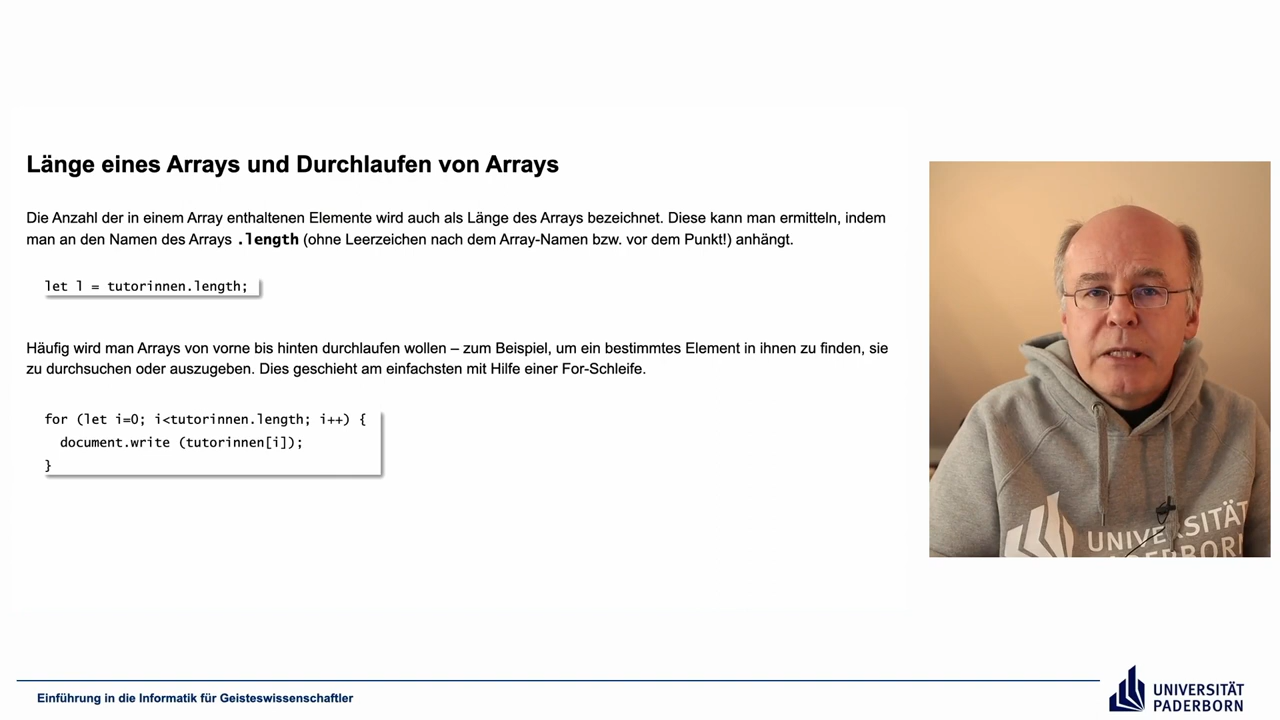 Länge eines Arrays und Durchlaufen von Arrays
Die Anzahl der in einem Array enthaltenen Elemente wird auch als Länge des Arrays bezeichnet. Diese kann man ermitteln, indem
man an den Namen des Arrays .length (ohne Leerzeichen nach dem Array-Namen bzw. vor dem Punkt!) anhängt.
let l = tutorinnen.length;
Häufig wird man Arrays von vorne bis hinten durchlaufen wollen – zum Beispiel, um ein bestimmtes Element in ihnen zu finden, sie
zu durchsuchen oder auszugeben. Dies geschieht am einfachsten mit Hilfe einer For-Schleife.
for (let i=0; i<tutorinnen.length; i++) {
  document.write (tutorinnen[i]);
}
UNIVERSITÄT
PADERBORN
Einführung in die Informatik für Geisteswissenschaftler
UNIVERSITÄT
PADERBORN